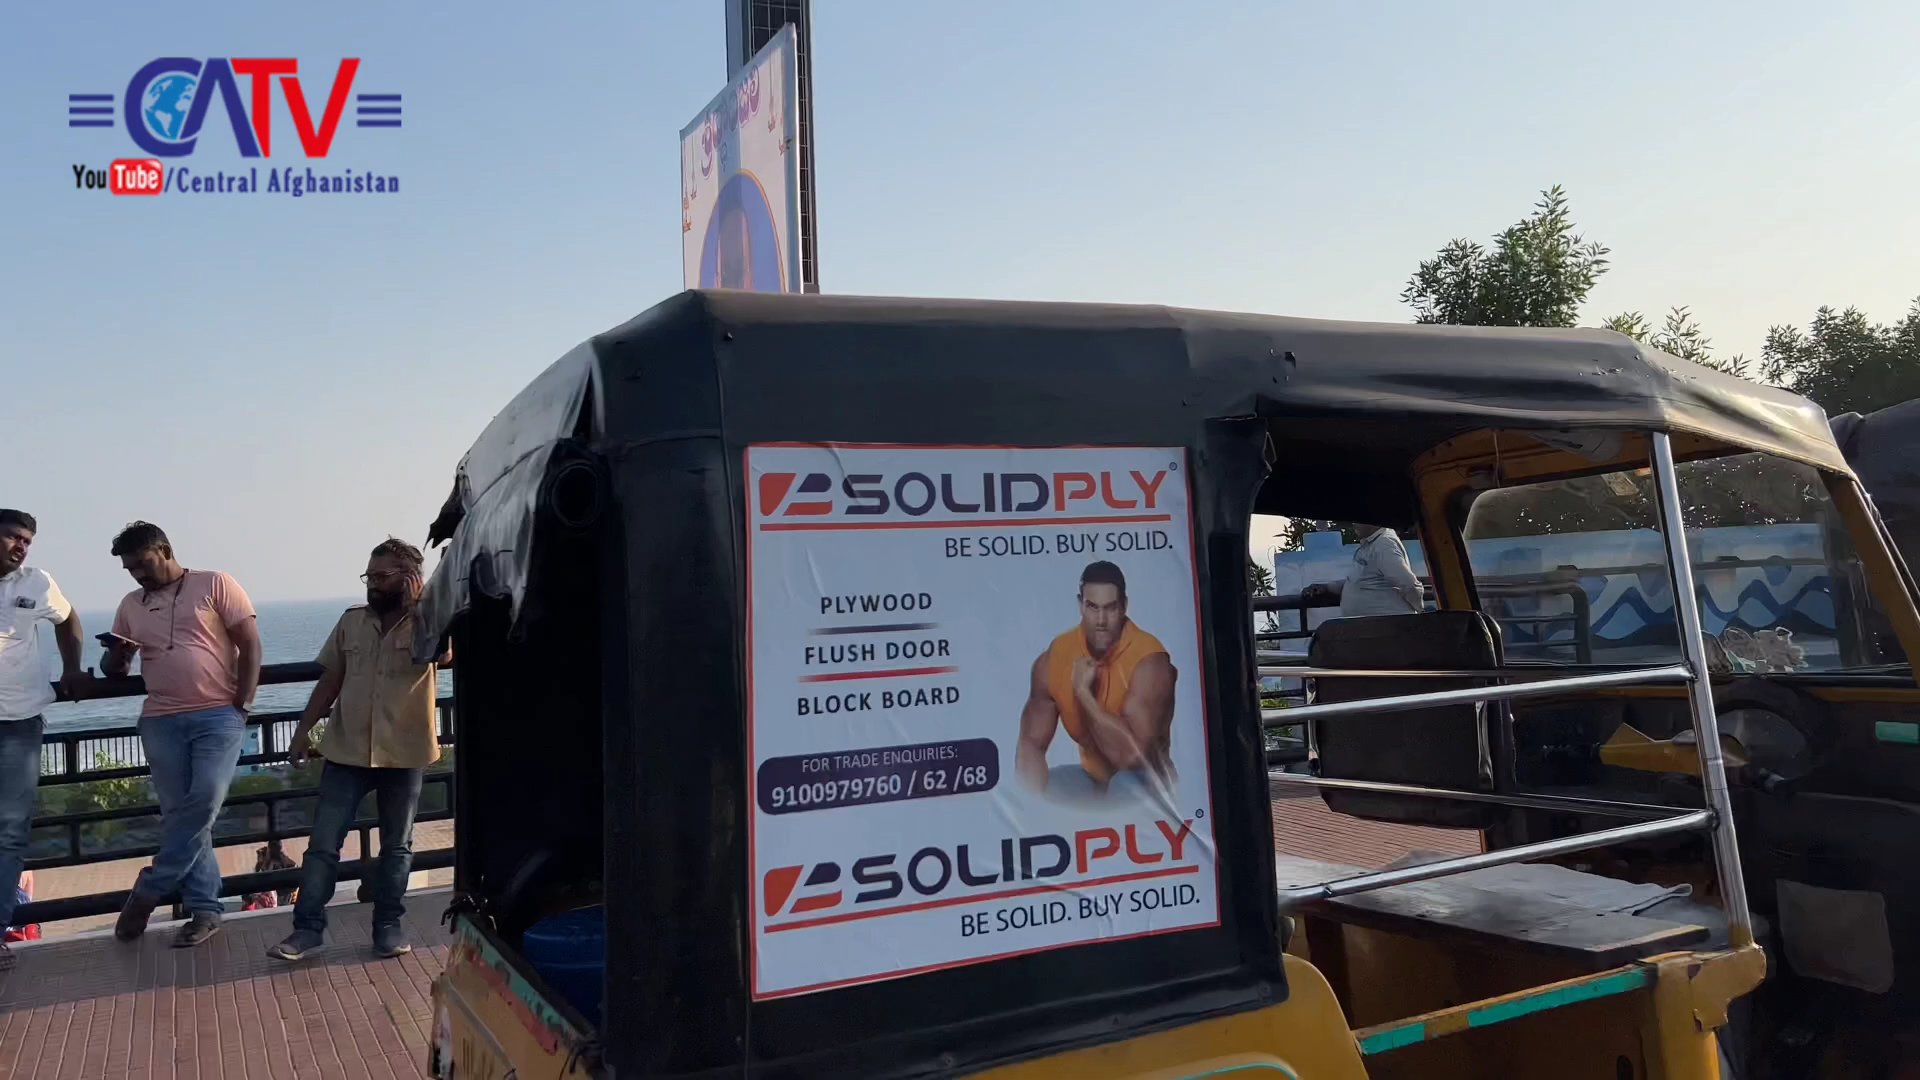 CATV
YouTube/Central Afghanistan
SOLIDPLY®
BE SOLID. BUY SOLID.
PLYWOOD
FLUSH DOOR
BLOCK BOARD
FOR TRADE ENQUIRIES:
9100979760 / 62 /68
SOLIDPLY®
BE SOLID. BUY SOLID.